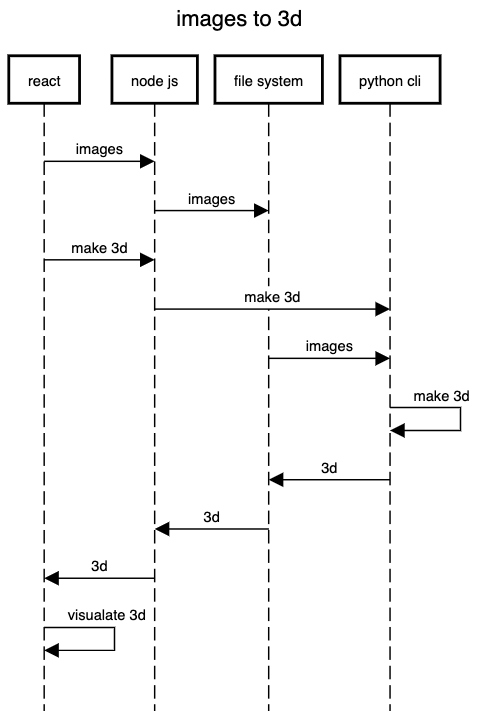 images to 3d
react
node js
file system
python cli
images
images
make 3d
make 3d
images
make 3d
3d
3d
3d
visualate 3d